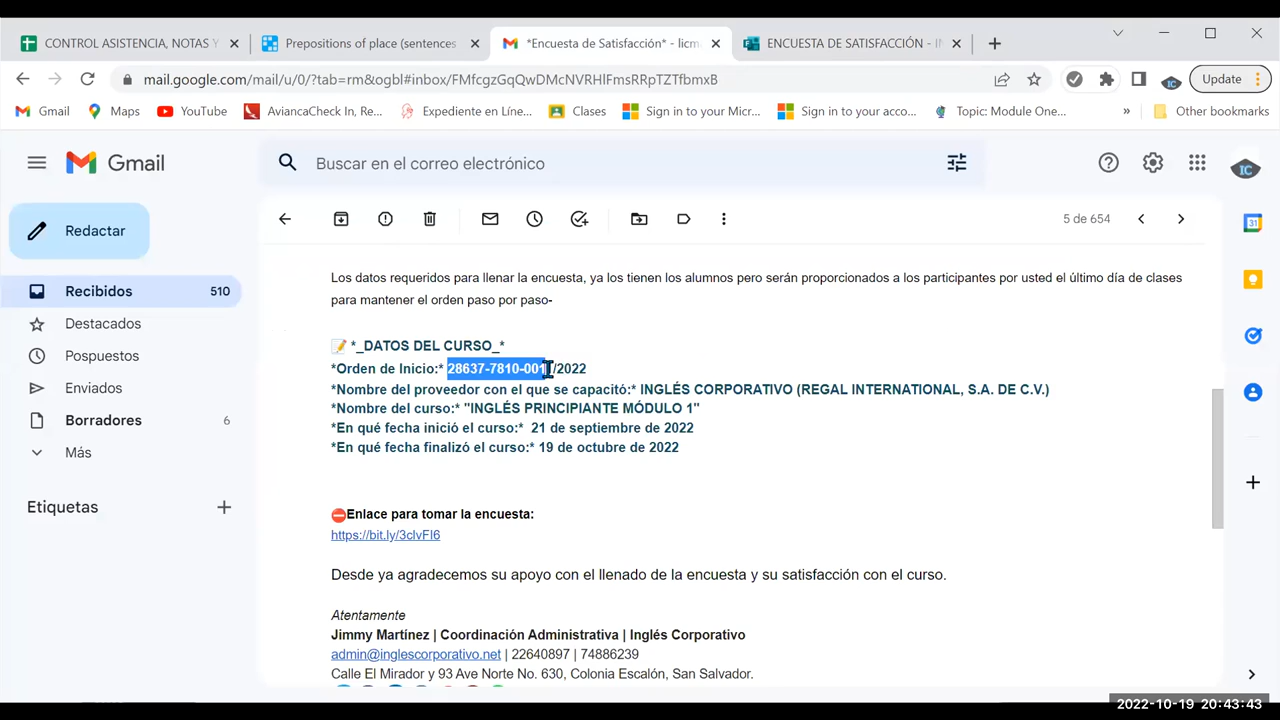 CONTROL ASISTENCIA, NOTAS Y
Prepositions of place (sentences
*Encuesta de Satisfacción* - licm
ENCUESTA DE SATISFACCIÓN - I
mail.google.com/mail/u/0/?tab=rm&ogbl#inbox/FMfcgzGqQwDMcNVRHlFmsRRpTZTfbmxB
Update
Gmail
Maps
YouTube
AviancaCheck In, Re...
Expediente en Líne...
Clases
Sign in to your Micr...
Sign in to your acco...
Topic: Module One...
»
Other bookmarks
Gmail
Buscar en el correo electrónico
IC
Redactar
5 de 654
Recibidos 510
Destacados
Pospuestos
Enviados
Borradores 6
Más
Etiquetas
Los datos requeridos para llenar la encuesta, ya los tienen los alumnos pero serán proporcionados a los participantes por usted el último día de clases
para mantener el orden paso por paso-
*_DATOS DEL CURSO_*
*Orden de Inicio:* 28637-7810-001 /2022
*Nombre del proveedor con el que se capacitó:* INGLÉS CORPORATIVO (REGAL INTERNATIONAL, S.A. DE C.V.)
*Nombre del curso:* "INGLÉS PRINCIPIANTE MÓDULO 1"
*En qué fecha inició el curso:* 21 de septiembre de 2022
*En qué fecha finalizó el curso:* 19 de octubre de 2022
Enlace para tomar la encuesta:
https://bit.ly/3clvFI6
Desde ya agradecemos su apoyo con el llenado de la encuesta y su satisfacción con el curso.
Atentamente
Jimmy Martínez | Coordinación Administrativa | Inglés Corporativo
admin@inglescorporativo.net | 22640897 | 74886239
Calle El Mirador y 93 Ave Norte No. 630, Colonia Escalón, San Salvador.
31
2022-10-19 20:43:43